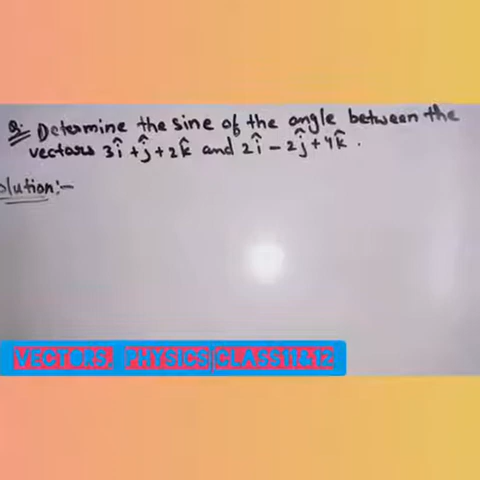 Q:- Determine the sine of the angle between the
vectors 3î + ĵ + 2k̂ and 2î - 2ĵ + 4k̂.
olution:-
VECTORS, PHYSICS CLASS11&12